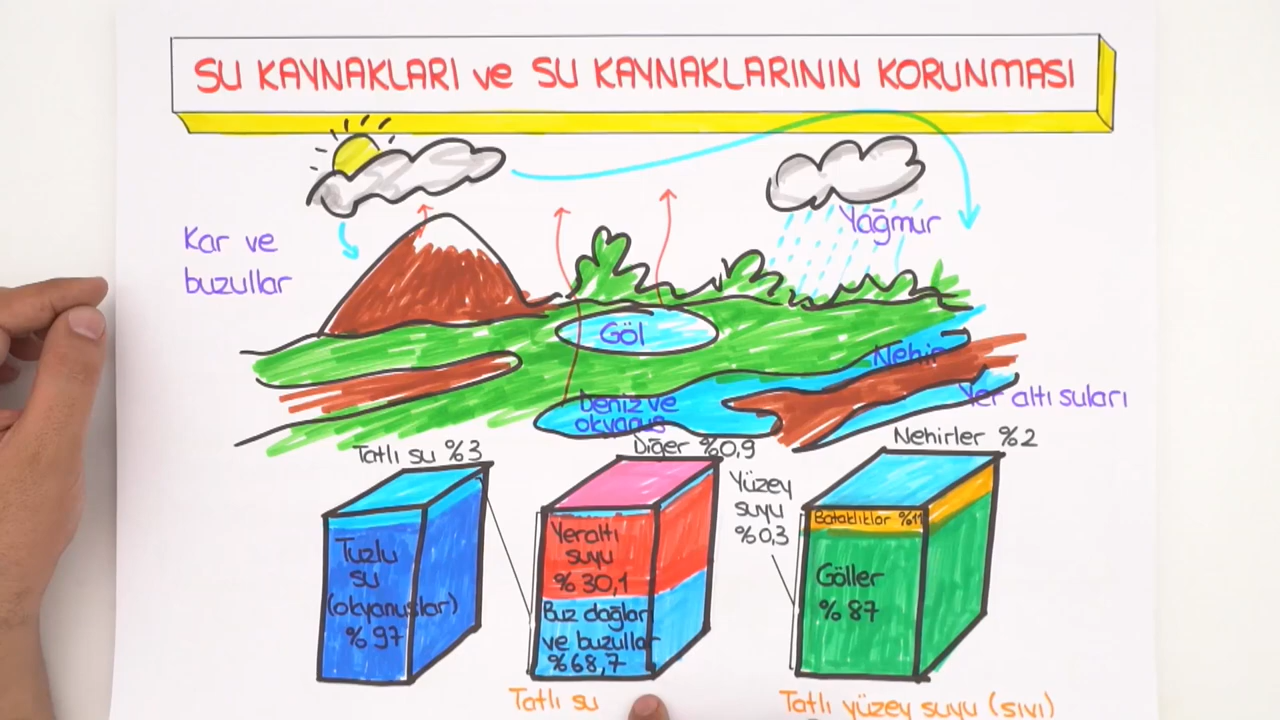 SU KAYNAKLARI ve SU KAYNAKLARININ KORUNMASI
Kar ve
buzullar
Yağmur
Göl
Nehir
Deniz ve
okyanus
Yer altı suları
Tatlı su %3
Tuzlu
su
(okyanuslar)
% 97
Diğer %0,9
Yeraltı
suyu
% 30,1
Buz dağları
ve buzullar
%68,7
Tatlı su
Yüzey
suyu
%0,3
Nehirler %2
Bataklıklar %11
Göller
% 87
Tatlı yüzey suyu (sıvı)